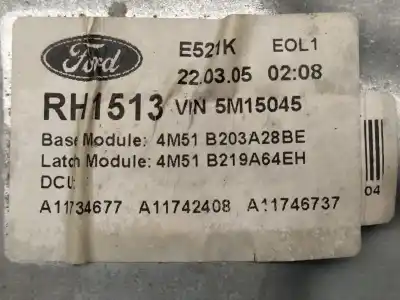 Ford E521K EOL1
22.03.05 02:08
RH1513 VIN 5M15045
Base Module: 4M51 B203A28BE
Latch Module: 4M51 B219A64EH
DCU:
A11734677 A11742408 A11746737
04